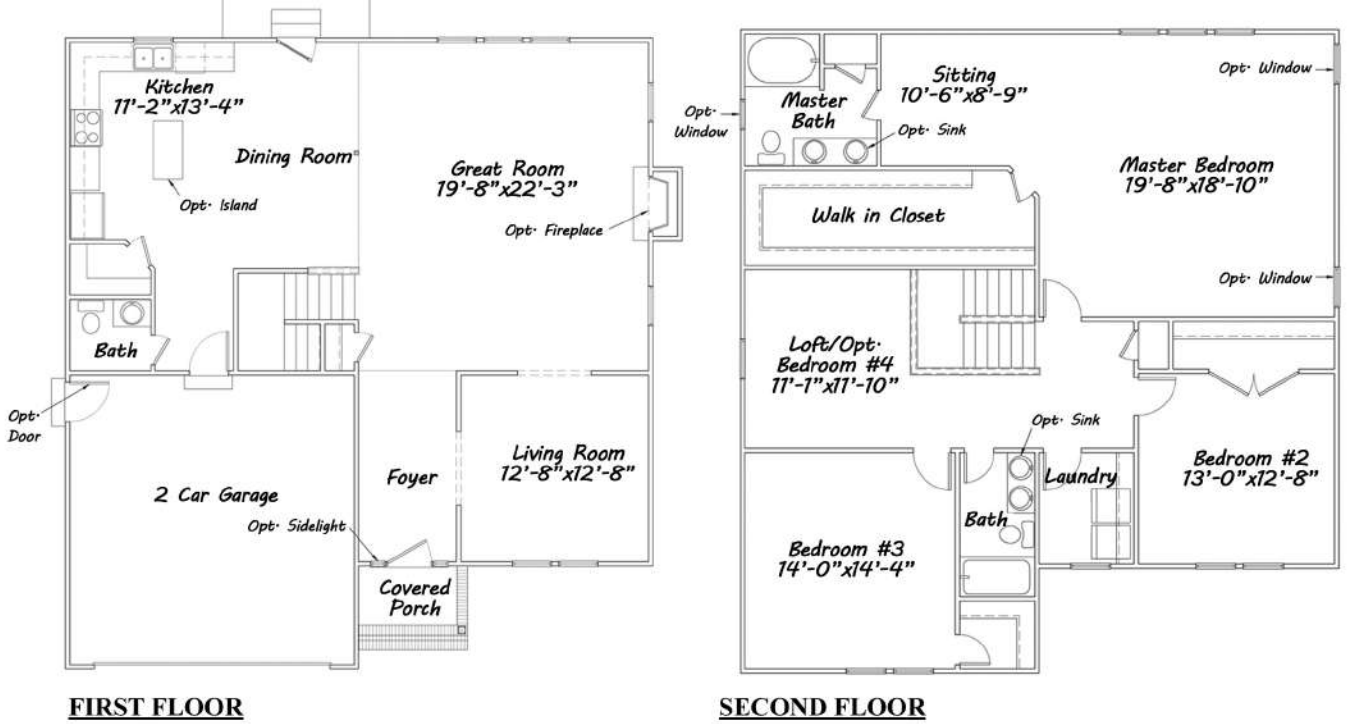 Kitchen
11'-2"x13'-4"
Dining Room
Opt. Island
Great Room
19'-8"x22'-3"
Opt. Fireplace
Bath
Opt.
Door
2 Car Garage
Foyer
Opt. Sidelight
Living Room
12'-8"x12'-8"
Covered
Porch
FIRST FLOOR
Sitting
10'-6"x8'-9"
Opt. Window
Master
Bath
Opt.
Window
Opt. Sink
Master Bedroom
19'-8"x18'-10"
Walk in Closet
Opt. Window
Loft/Opt.
Bedroom #4
11'-1"x11'-10"
Opt. Sink
Laundry
Bedroom #2
13'-0"x12'-8"
Bath
Bedroom #3
14'-0"x14'-4"
SECOND FLOOR